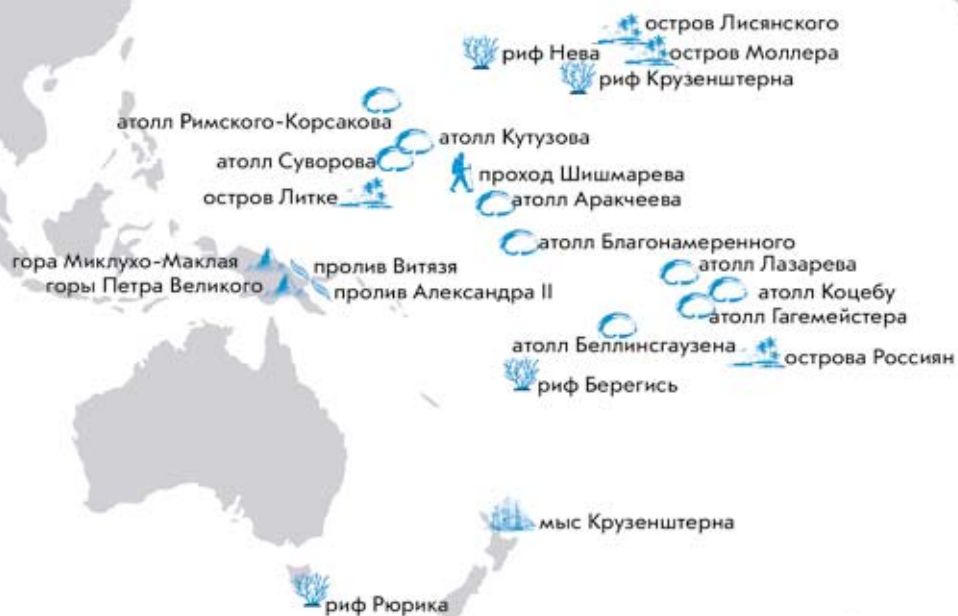 остров Лисянского
риф Нева
остров Моллера
риф Крузенштерна
атолл Римского-Корсакова
атолл Кутузова
атолл Суворова
проход Шишмарева
остров Литке
атолл Аракчеева
атолл Благонамеренного
гора Миклухо-Маклая
пролив Витязя
атолл Лазарева
горы Петра Великого
пролив Александра II
атолл Коцебу
атолл Гагемейстера
атолл Беллинсгаузена
острова Россиян
риф Берегись
мыс Крузенштерна
риф Рюрика